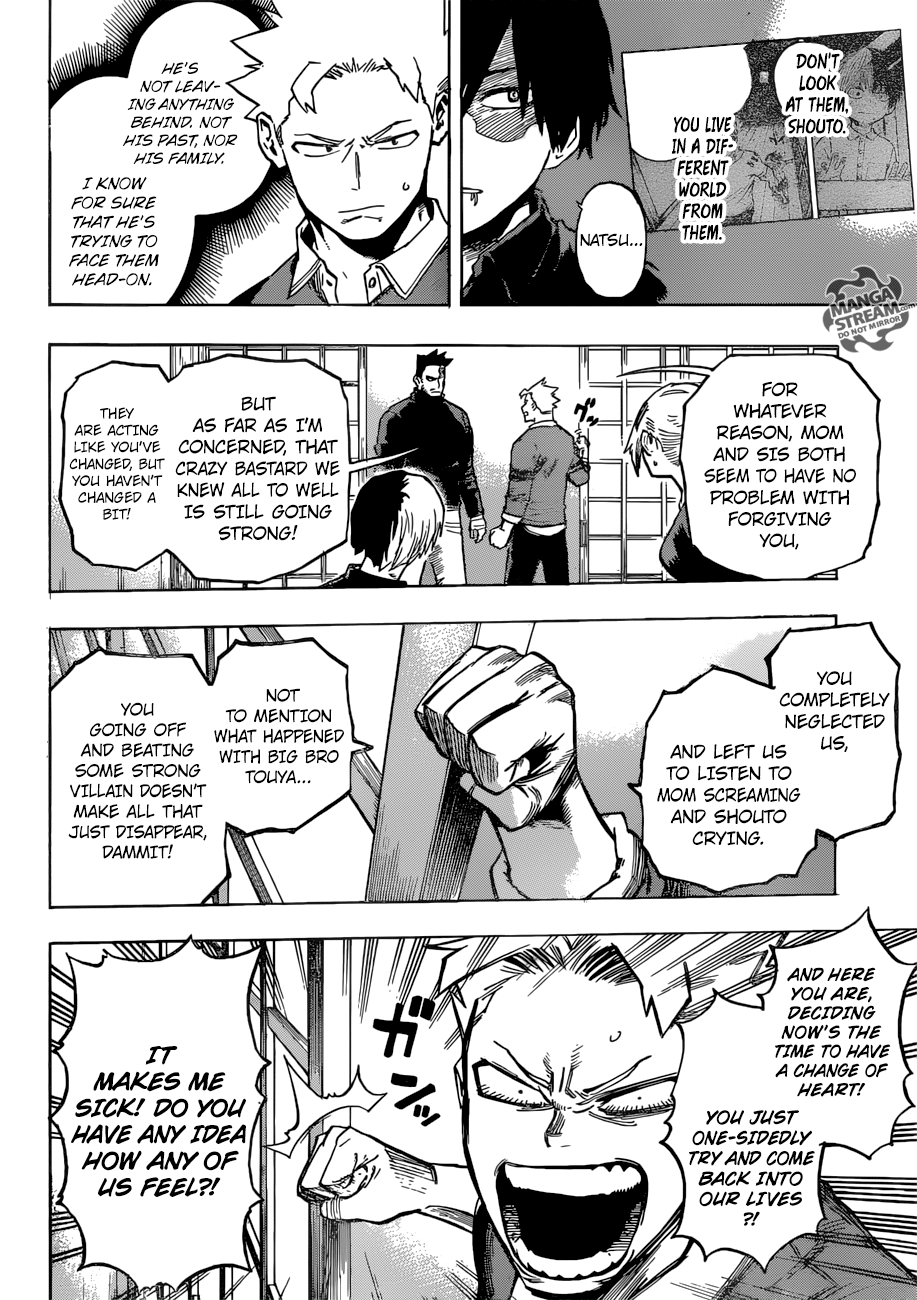 DON'T
LOOK
AT THEM,
SHOUTO.
YOU LIVE
IN A DIF-
FERENT
WORLD
FROM
THEM.
NATSU...
HE'S
NOT LEAV-
ING ANYTHING
BEHIND. NOT
HIS PAST, NOR
HIS FAMILY.
I KNOW
FOR SURE
THAT HE'S
TRYING TO
FACE THEM
HEAD-ON.
MANGA
STREAM.com
DO NOT MIRROR
FOR
WHATEVER
REASON, MOM
AND SIS BOTH
SEEM TO HAVE NO
PROBLEM WITH
FORGIVING
YOU,
グッ
BUT
AS FAR AS I'M
CONCERNED, THAT
CRAZY BASTARD WE
KNEW ALL TO WELL
IS STILL GOING
STRONG!
THEY
ARE ACTING
LIKE YOU'VE
CHANGED, BUT
YOU HAVEN'T
CHANGED A
BIT!
YOU
COMPLETELY
NEGLECTED
US,
AND LEFT US
TO LISTEN TO
MOM SCREAMING
AND SHOUTO
CRYING.
NOT
TO MENTION
WHAT HAPPENED
WITH BIG BRO
TOUYA...
YOU
GOING OFF
AND BEATING
SOME STRONG
VILLAIN DOESN'T
MAKE ALL THAT
JUST DISAPPEAR,
DAMMIT!
AND HERE
YOU ARE,
DECIDING
NOW'S THE
TIME TO HAVE
A CHANGE OF
HEART!
YOU JUST
ONE-SIDEDLY
TRY AND COME
BACK INTO
OUR LIVES
?!
ガンッ
IT
MAKES ME
SICK! DO YOU
HAVE ANY IDEA
HOW ANY OF
US FEEL?!